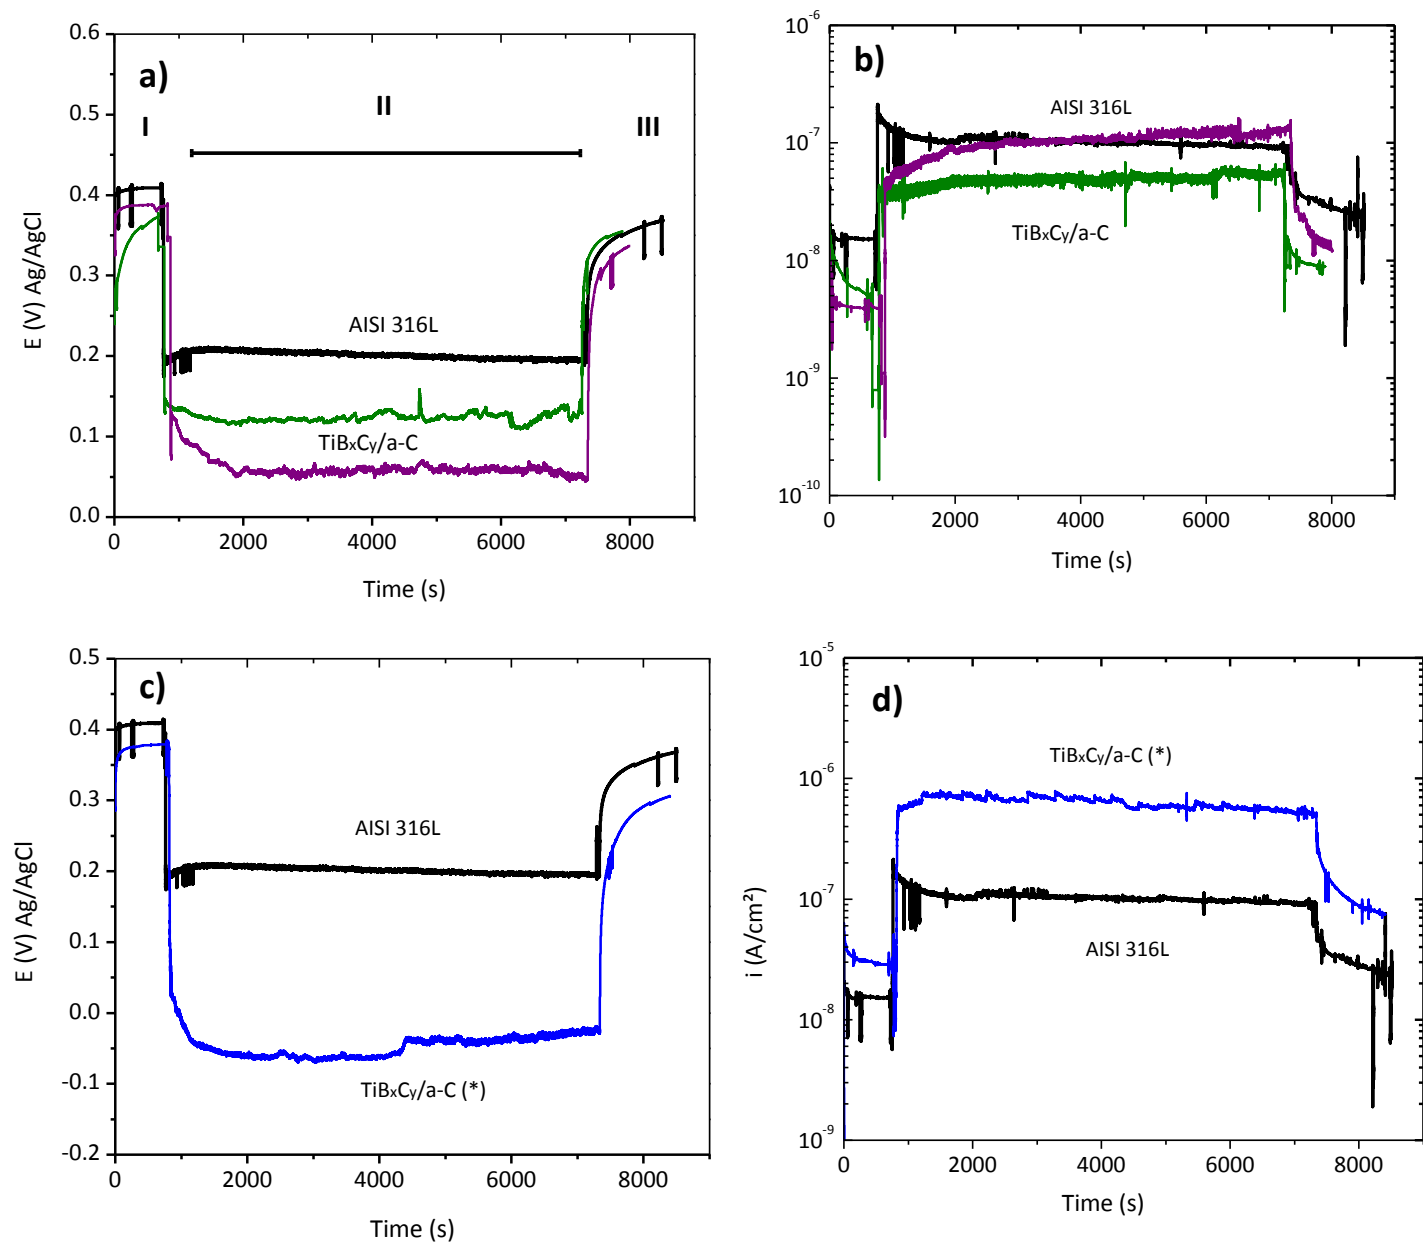 a)
I
II
III
E (V) Ag/AgCl
0.6
0.5
0.4
0.3
0.2
0.1
0.0
AISI 316L
TiBxCy/a-C
0 2000 4000 6000 8000
Time (s)
b)
10⁻⁶
10⁻⁷
10⁻⁸
10⁻⁹
10⁻¹⁰
AISI 316L
TiBxCy/a-C
0 2000 4000 6000 8000
Time (s)
c)
E (V) Ag/AgCl
0.5
0.4
0.3
0.2
0.1
0.0
-0.1
-0.2
AISI 316L
TiBxCy/a-C (*)
0 2000 4000 6000 8000
Time (s)
d)
i (A/cm²)
10⁻⁵
10⁻⁶
10⁻⁷
10⁻⁸
10⁻⁹
TiBxCy/a-C (*)
AISI 316L
0 2000 4000 6000 8000
Time (s)